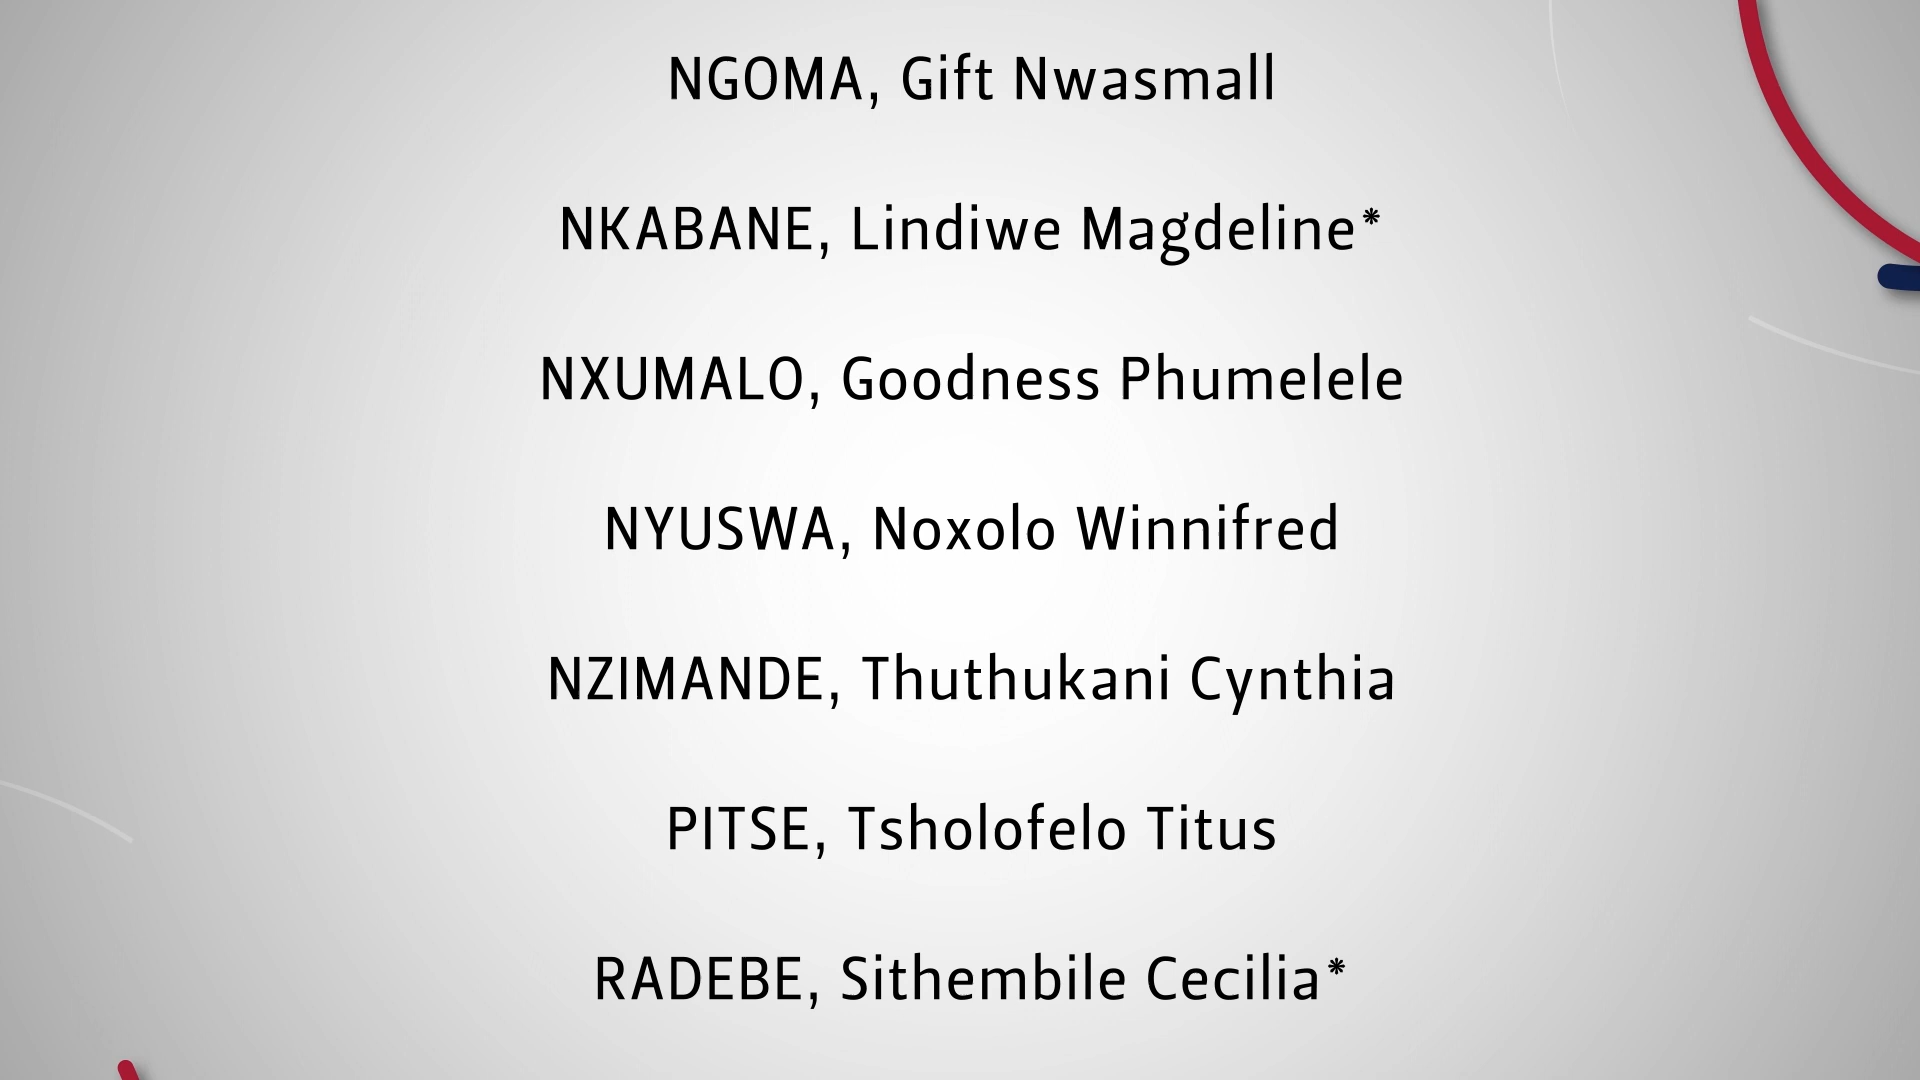 NGOMA, Gift Nwasmall
NKABANE, Lindiwe Magdeline*
NXUMALO, Goodness Phumelele
NYUSWA, Noxolo Winnifred
NZIMANDE, Thuthukani Cynthia
PITSE, Tsholofelo Titus
RADEBE, Sithembile Cecilia*